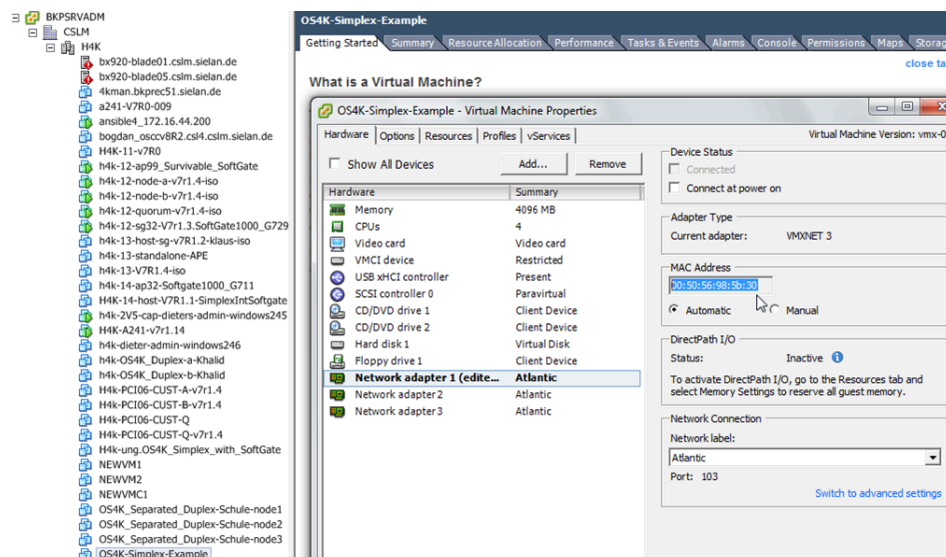 BKPSRVADM
CSLM
H4K
bx920-blade01.cslm.sielan.de
bx920-blade05.cslm.sielan.de
4kman.bkprec51.sielan.de
a241-V7R0-009
ansible4_172.16.44.200
bogdan_osccv8R2.csl4.cslm.sielan.de
H4K-11-v7R0
h4k-12-ap99_Survivable_SoftGate
h4k-12-node-a-v7r1.4-iso
h4k-12-node-b-v7r1.4-iso
h4k-12-quorum-v7r1.4-iso
h4k-12-sg32-V7r1.3.SoftGate1000_G729
h4k-13-host-sg-v7R1.2-klaus-iso
h4k-13-standalone-APE
h4k-13-V7R1.4-iso
h4k-14-ap32-Softgate1000_G711
H4K-14-host-V7R1.1-SimplexIntSoftgate
h4k-2V5-cap-dieters-admin-windows245
H4K-A241-v7r1.14
h4k-dieter-admin-windows246
h4k-OS4K_Duplex-a-Khalid
h4k-OS4K_Duplex-b-Khalid
H4k-PCI06-CUST-A-v7r1.4
H4k-PCI06-CUST-B-v7r1.4
H4k-PCI06-CUST-Q
H4k-PCI06-CUST-Q-v7r1.4
H4k-ung.OS4K_Simplex_with_SoftGate
NEWVM1
NEWVM2
NEWVMC1
OS4K_Separated_Duplex-Schule-node1
OS4K_Separated_Duplex-Schule-node2
OS4K_Separated_Duplex-Schule-node3
OS4K-Simplex-Example
OS4K-Simplex-Example
Getting Started Summary Resource Allocation Performance Tasks & Events Alarms Console Permissions Maps Storag
close ta
What is a Virtual Machine?
OS4K-Simplex-Example - Virtual Machine Properties
Hardware Options Resources Profiles vServices Virtual Machine Version: vmx-0
Show All Devices Add... Remove
Hardware Summary
Memory 4096 MB
CPUs 4
Video card Video card
VMCI device Restricted
USB xHCI controller Present
SCSI controller 0 Paravirtual
CD/DVD drive 1 Client Device
CD/DVD drive 2 Client Device
Hard disk 1 Virtual Disk
Floppy drive 1 Client Device
Network adapter 1 (edite... Atlantic
Network adapter 2 Atlantic
Network adapter 3 Atlantic
Device Status
Connected
Connect at power on
Adapter Type
Current adapter: VMXNET 3
MAC Address
00:50:56:98:5b:30
Automatic Manual
DirectPath I/O
Status: Inactive
To activate DirectPath I/O, go to the Resources tab and
select Memory Settings to reserve all guest memory.
Network Connection
Network label:
Atlantic
Port: 103
Switch to advanced settings